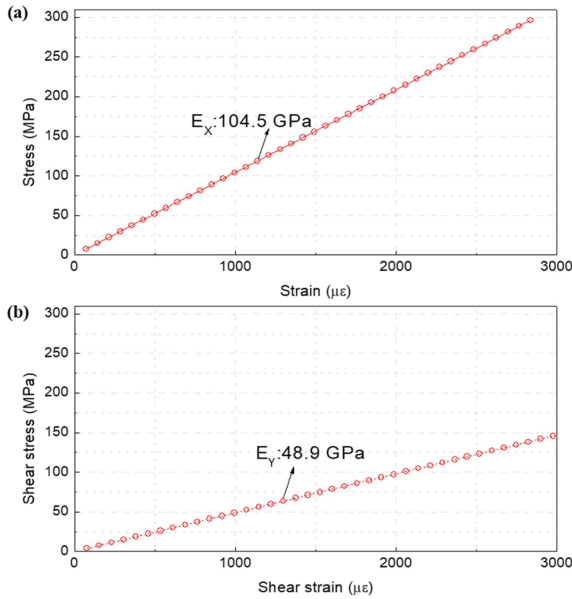 (a)
300
250
200
150
100
50
0
Stress (MPa)
E_X:104.5 GPa
0 1000 2000 3000
Strain (με)
(b)
300
250
200
150
100
50
0
Shear stress (MPa)
E_Y:48.9 GPa
0 1000 2000 3000
Shear strain (με)